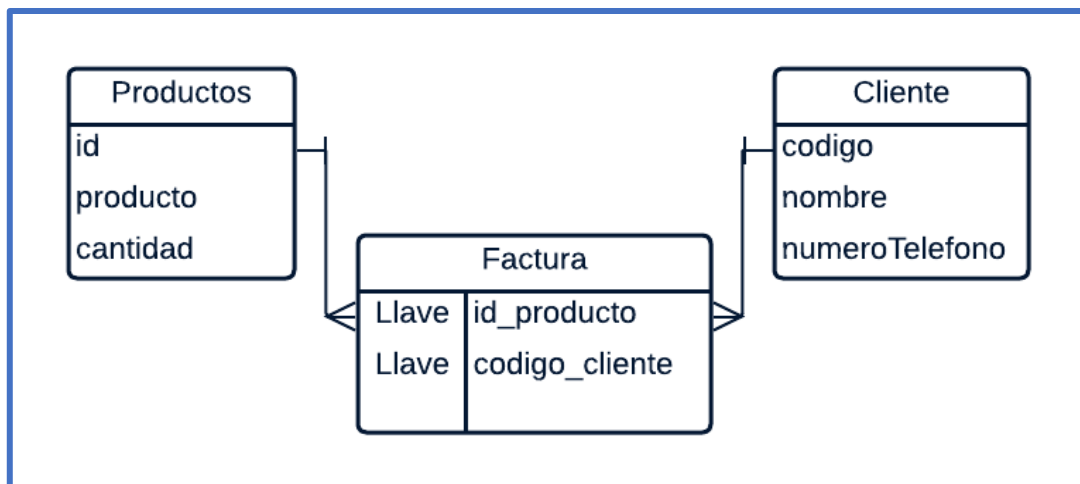 Productos
id
producto
cantidad
Cliente
codigo
nombre
numeroTelefono
Factura
Llave id_producto
Llave codigo_cliente